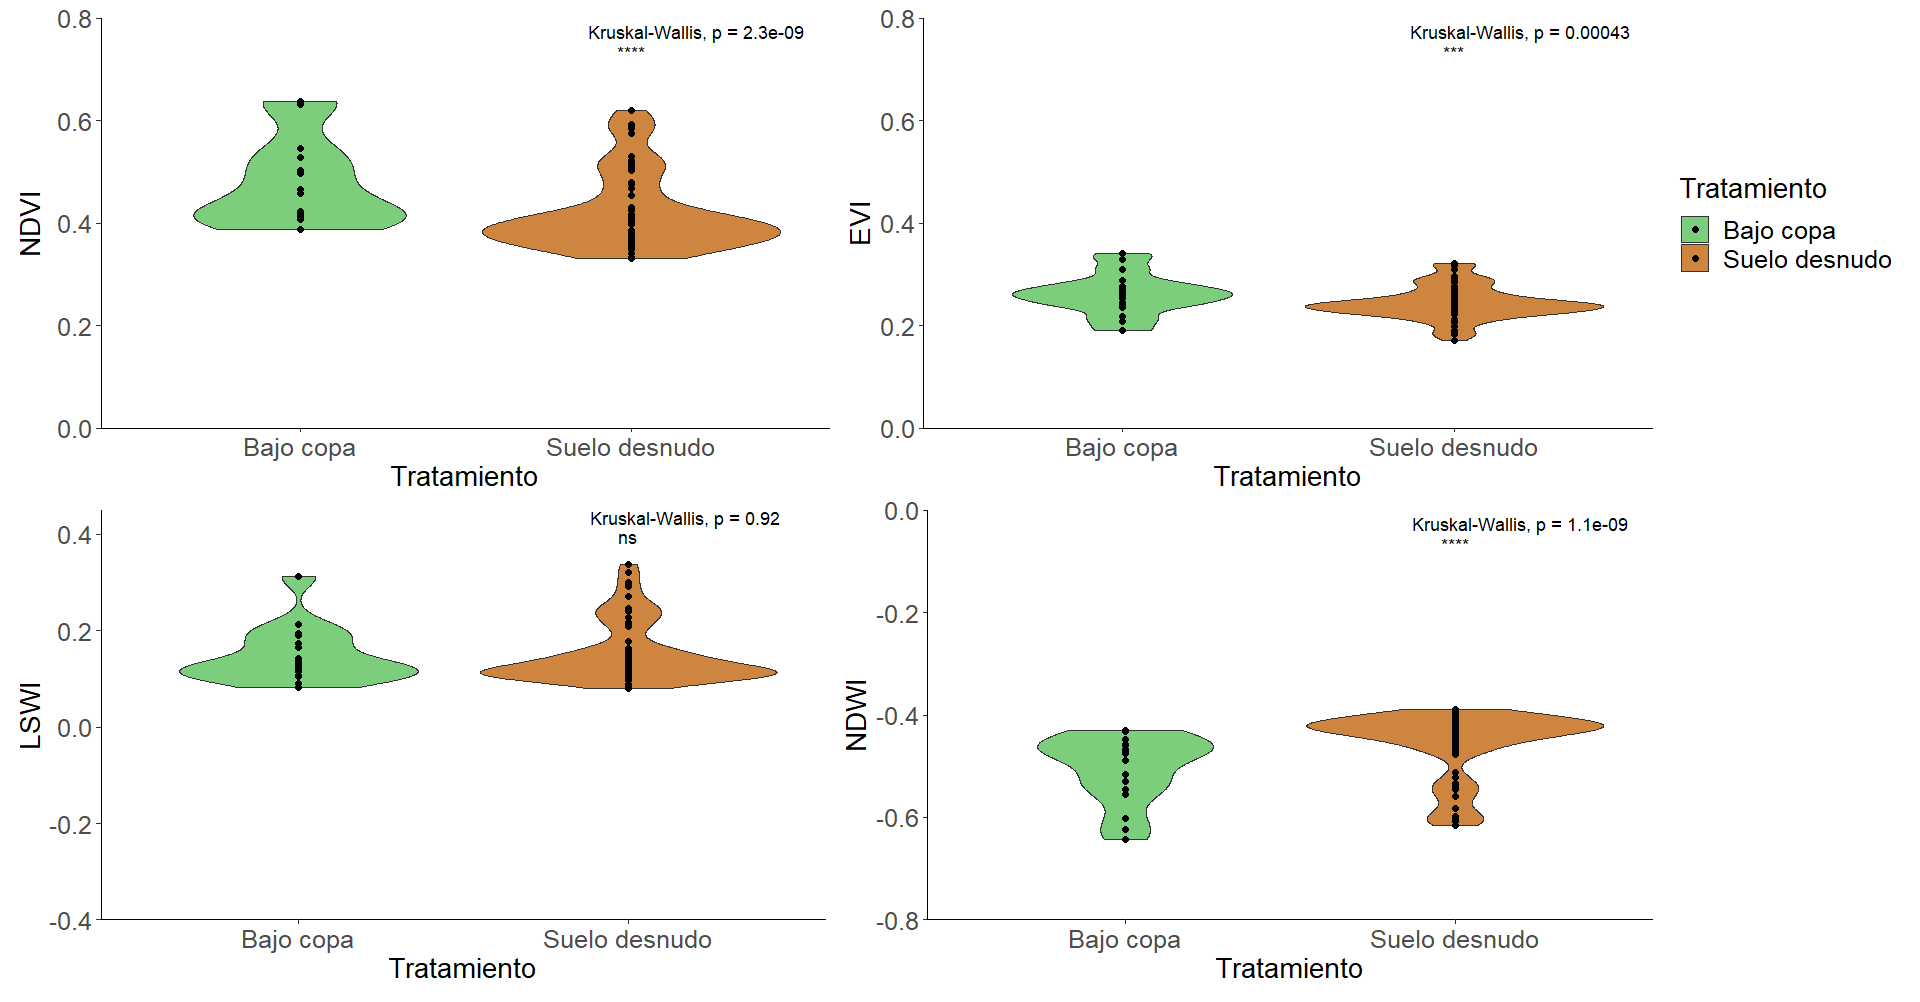 0.8
Kruskal-Wallis, p = 2.3e-09
****
0.6
NDVI
0.4
0.2
0.0
Bajo copa
Suelo desnudo
Tratamiento
0.8
Kruskal-Wallis, p = 0.00043
***
0.6
EVI
0.4
0.2
0.0
Bajo copa
Suelo desnudo
Tratamiento
Tratamiento
Bajo copa
Suelo desnudo
Kruskal-Wallis, p = 0.92
ns
0.4
0.2
LSWI
0.0
-0.2
-0.4
Bajo copa
Suelo desnudo
Tratamiento
0.0
Kruskal-Wallis, p = 1.1e-09
****
-0.2
NDWI
-0.4
-0.6
-0.8
Bajo copa
Suelo desnudo
Tratamiento